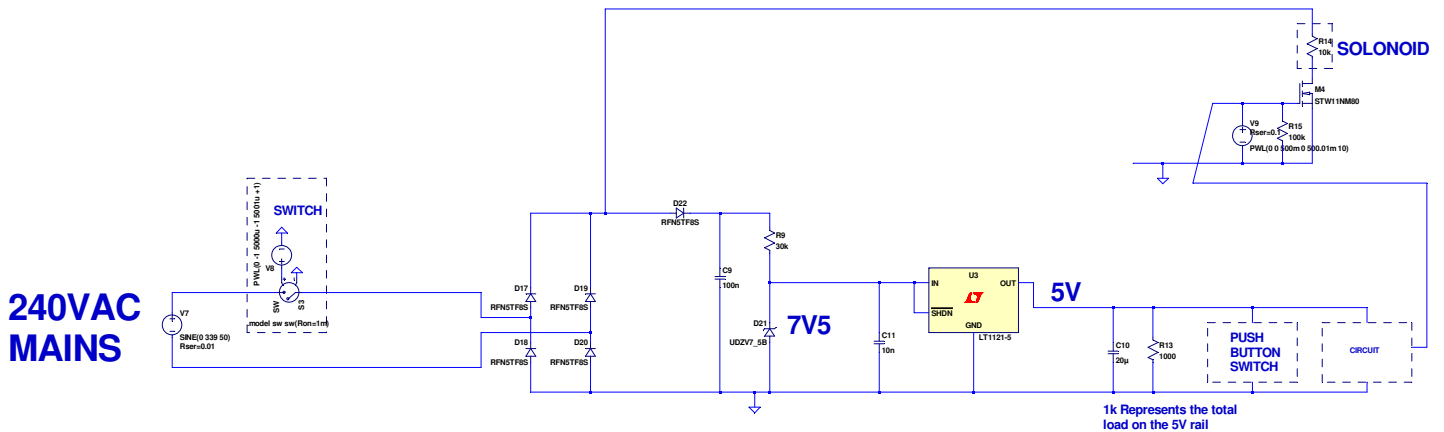 R14
10k
SOLONOID
M4
STW11NM80
V9
Rser=0.1
R15
100k
PWL(0 0 500m 0 500.01m 10)
PWL(0 -1 5000u -1 5001u +1)
SWITCH
V8
SW
S3
model sw sw(Ron=1m)
240VAC
MAINS
V7
SINE(0 339 50)
Rser=0.01
D17
RFN5TF8S
D19
RFN5TF8S
D18
RFN5TF8S
D20
RFN5TF8S
D22
RFN5TF8S
C9
100n
R9
30k
D21
UDZV7_5B
7V5
C11
10n
U3
IN
OUT
SHDN
GND
LT1121-5
5V
C10
20µ
R13
1000
PUSH
BUTTON
SWITCH
CIRCUIT
1k Represents the total
load on the 5V rail